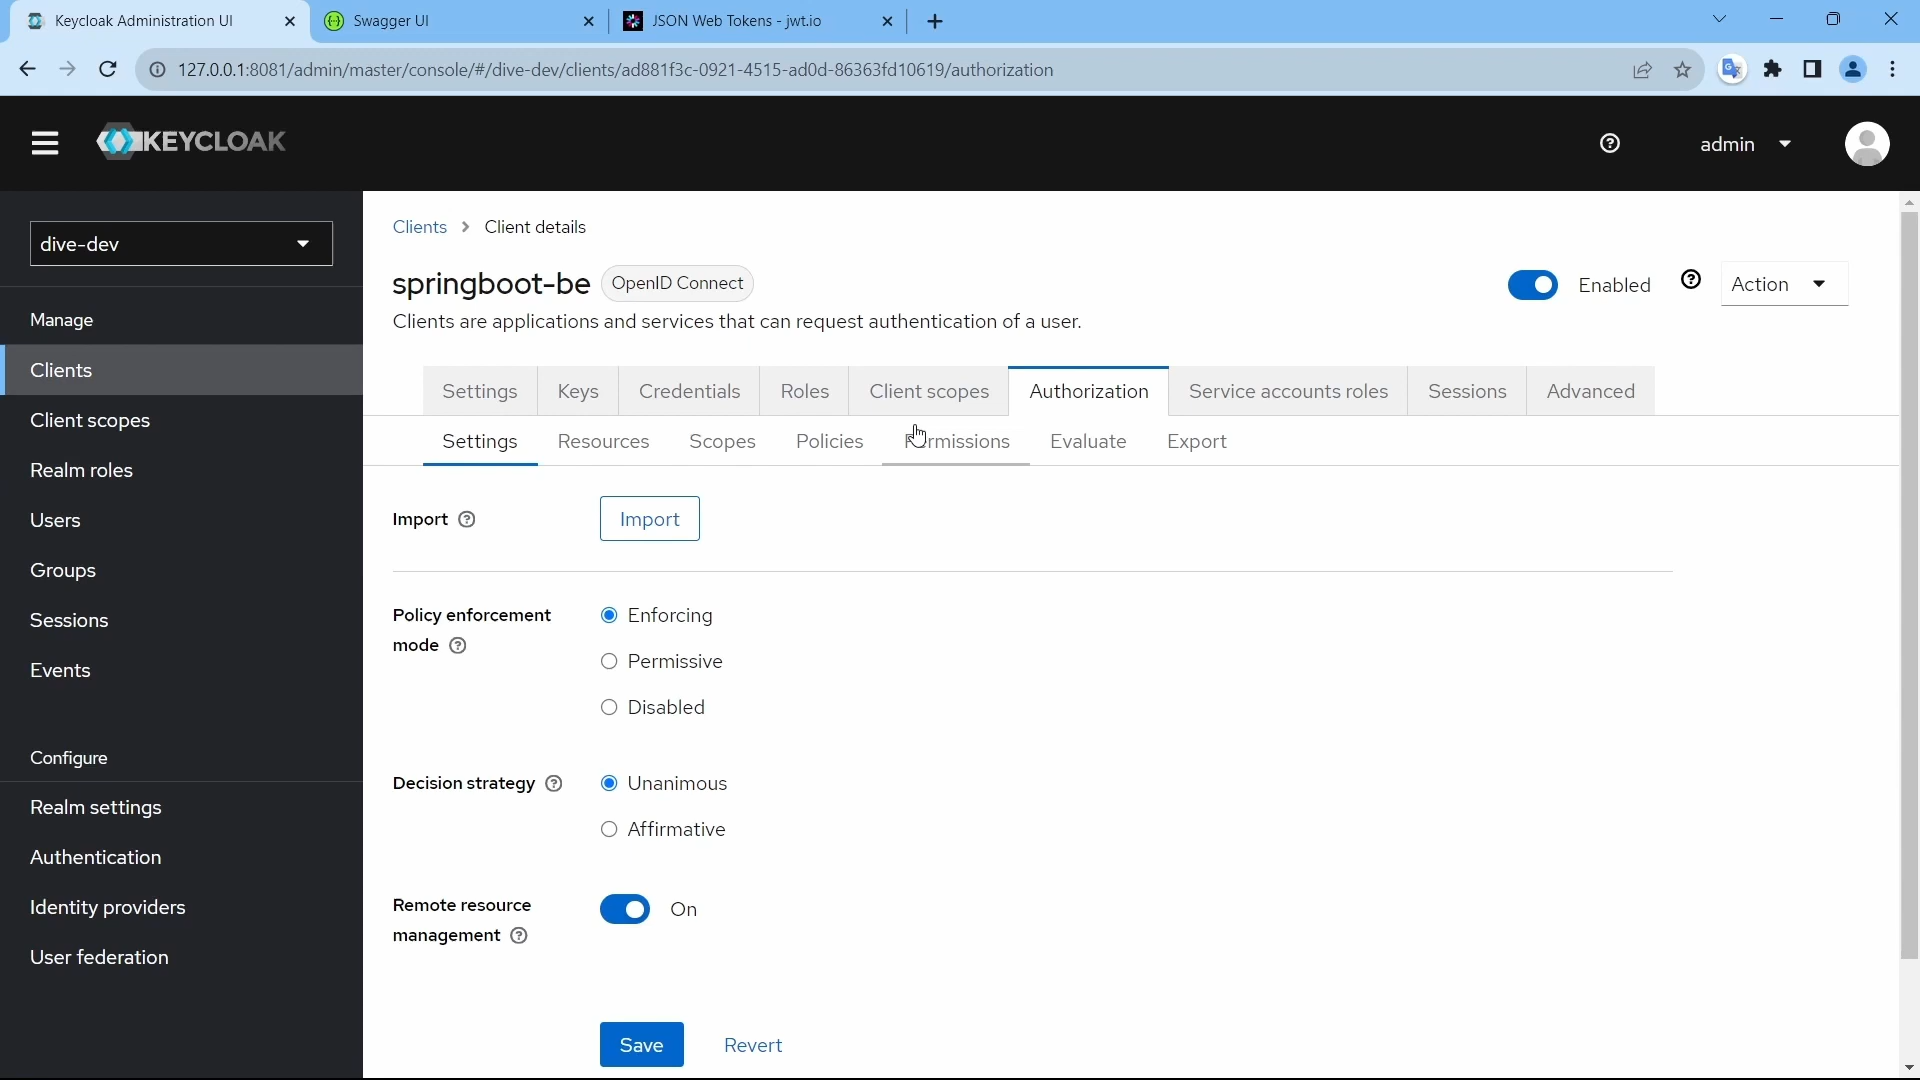 Keycloak Administration UI
Swagger UI
JSON Web Tokens - jwt.io
127.0.0.1:8081/admin/master/console/#/dive-dev/clients/ad881f3c-0921-4515-ad0d-86363fd10619/authorization
KEYCLOAK
admin
dive-dev
Manage
Clients
Client scopes
Realm roles
Users
Groups
Sessions
Events
Configure
Realm settings
Authentication
Identity providers
User federation
Clients > Client details
springboot-be OpenID Connect
Enabled
Action
Clients are applications and services that can request authentication of a user.
Settings Keys Credentials Roles Client scopes Authorization Service accounts roles Sessions Advanced
Settings Resources Scopes Policies Permissions Evaluate Export
Import Import
Policy enforcement
mode
Enforcing
Permissive
Disabled
Decision strategy
Unanimous
Affirmative
Remote resource
management
On
Save Revert